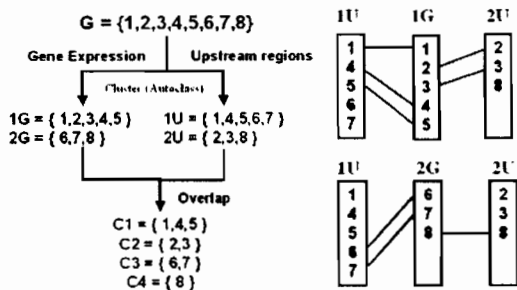 G = {1,2,3,4,5,6,7,8}
Gene Expression
Upstream regions
Cluster (Autoclass)
1G = { 1,2,3,4,5 }
2G = { 6,7,8 }
1U = { 1,4,5,6,7 }
2U = { 2,3,8 }
Overlap
C1 = { 1,4,5 }
C2 = { 2,3 }
C3 = { 6,7 }
C4 = { 8 }
1U 1G 2U
1 1 2
4 2 3
5 3 8
6 4
7 5
1U 2G 2U
1 6 2
4 7 3
5 8 8
6
7